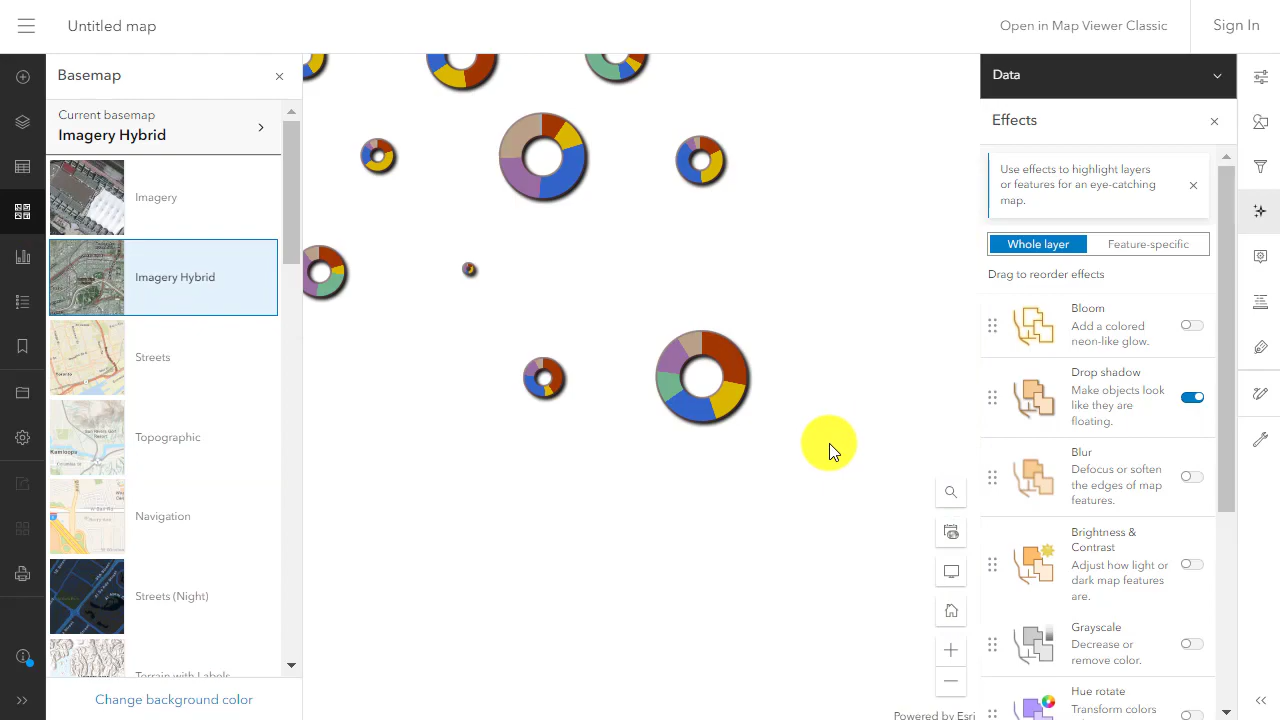 Untitled map
Open in Map Viewer Classic
Sign In
Basemap
Current basemap
Imagery Hybrid
Imagery
Imagery Hybrid
Streets
Topographic
Navigation
Streets (Night)
Terrain with Labels
Change background color
Powered by Esri
Data
Effects
Use effects to highlight layers
or features for an eye-catching
map.
Whole layer
Feature-specific
Drag to reorder effects
Bloom
Add a colored
neon-like glow.
Drop shadow
Make objects look
like they are
floating.
Blur
Defocus or soften
the edges of map
features.
Brightness &
Contrast
Adjust how light or
dark map features
are.
Grayscale
Decrease or
remove color.
Hue rotate
Transform colors